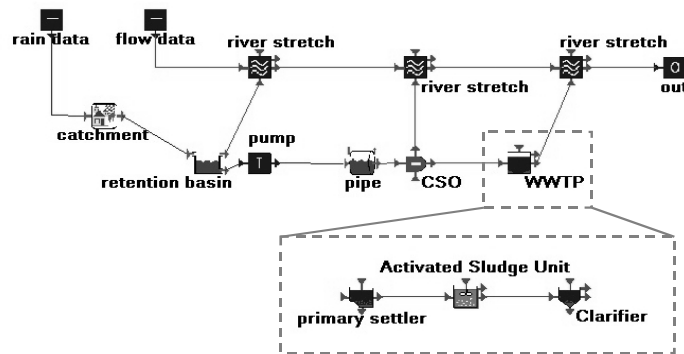 rain data
flow data
river stretch
river stretch
river stretch
out
catchment
pump
retention basin
T
pipe
CSO
WWTP
Activated Sludge Unit
primary settler
Clarifier